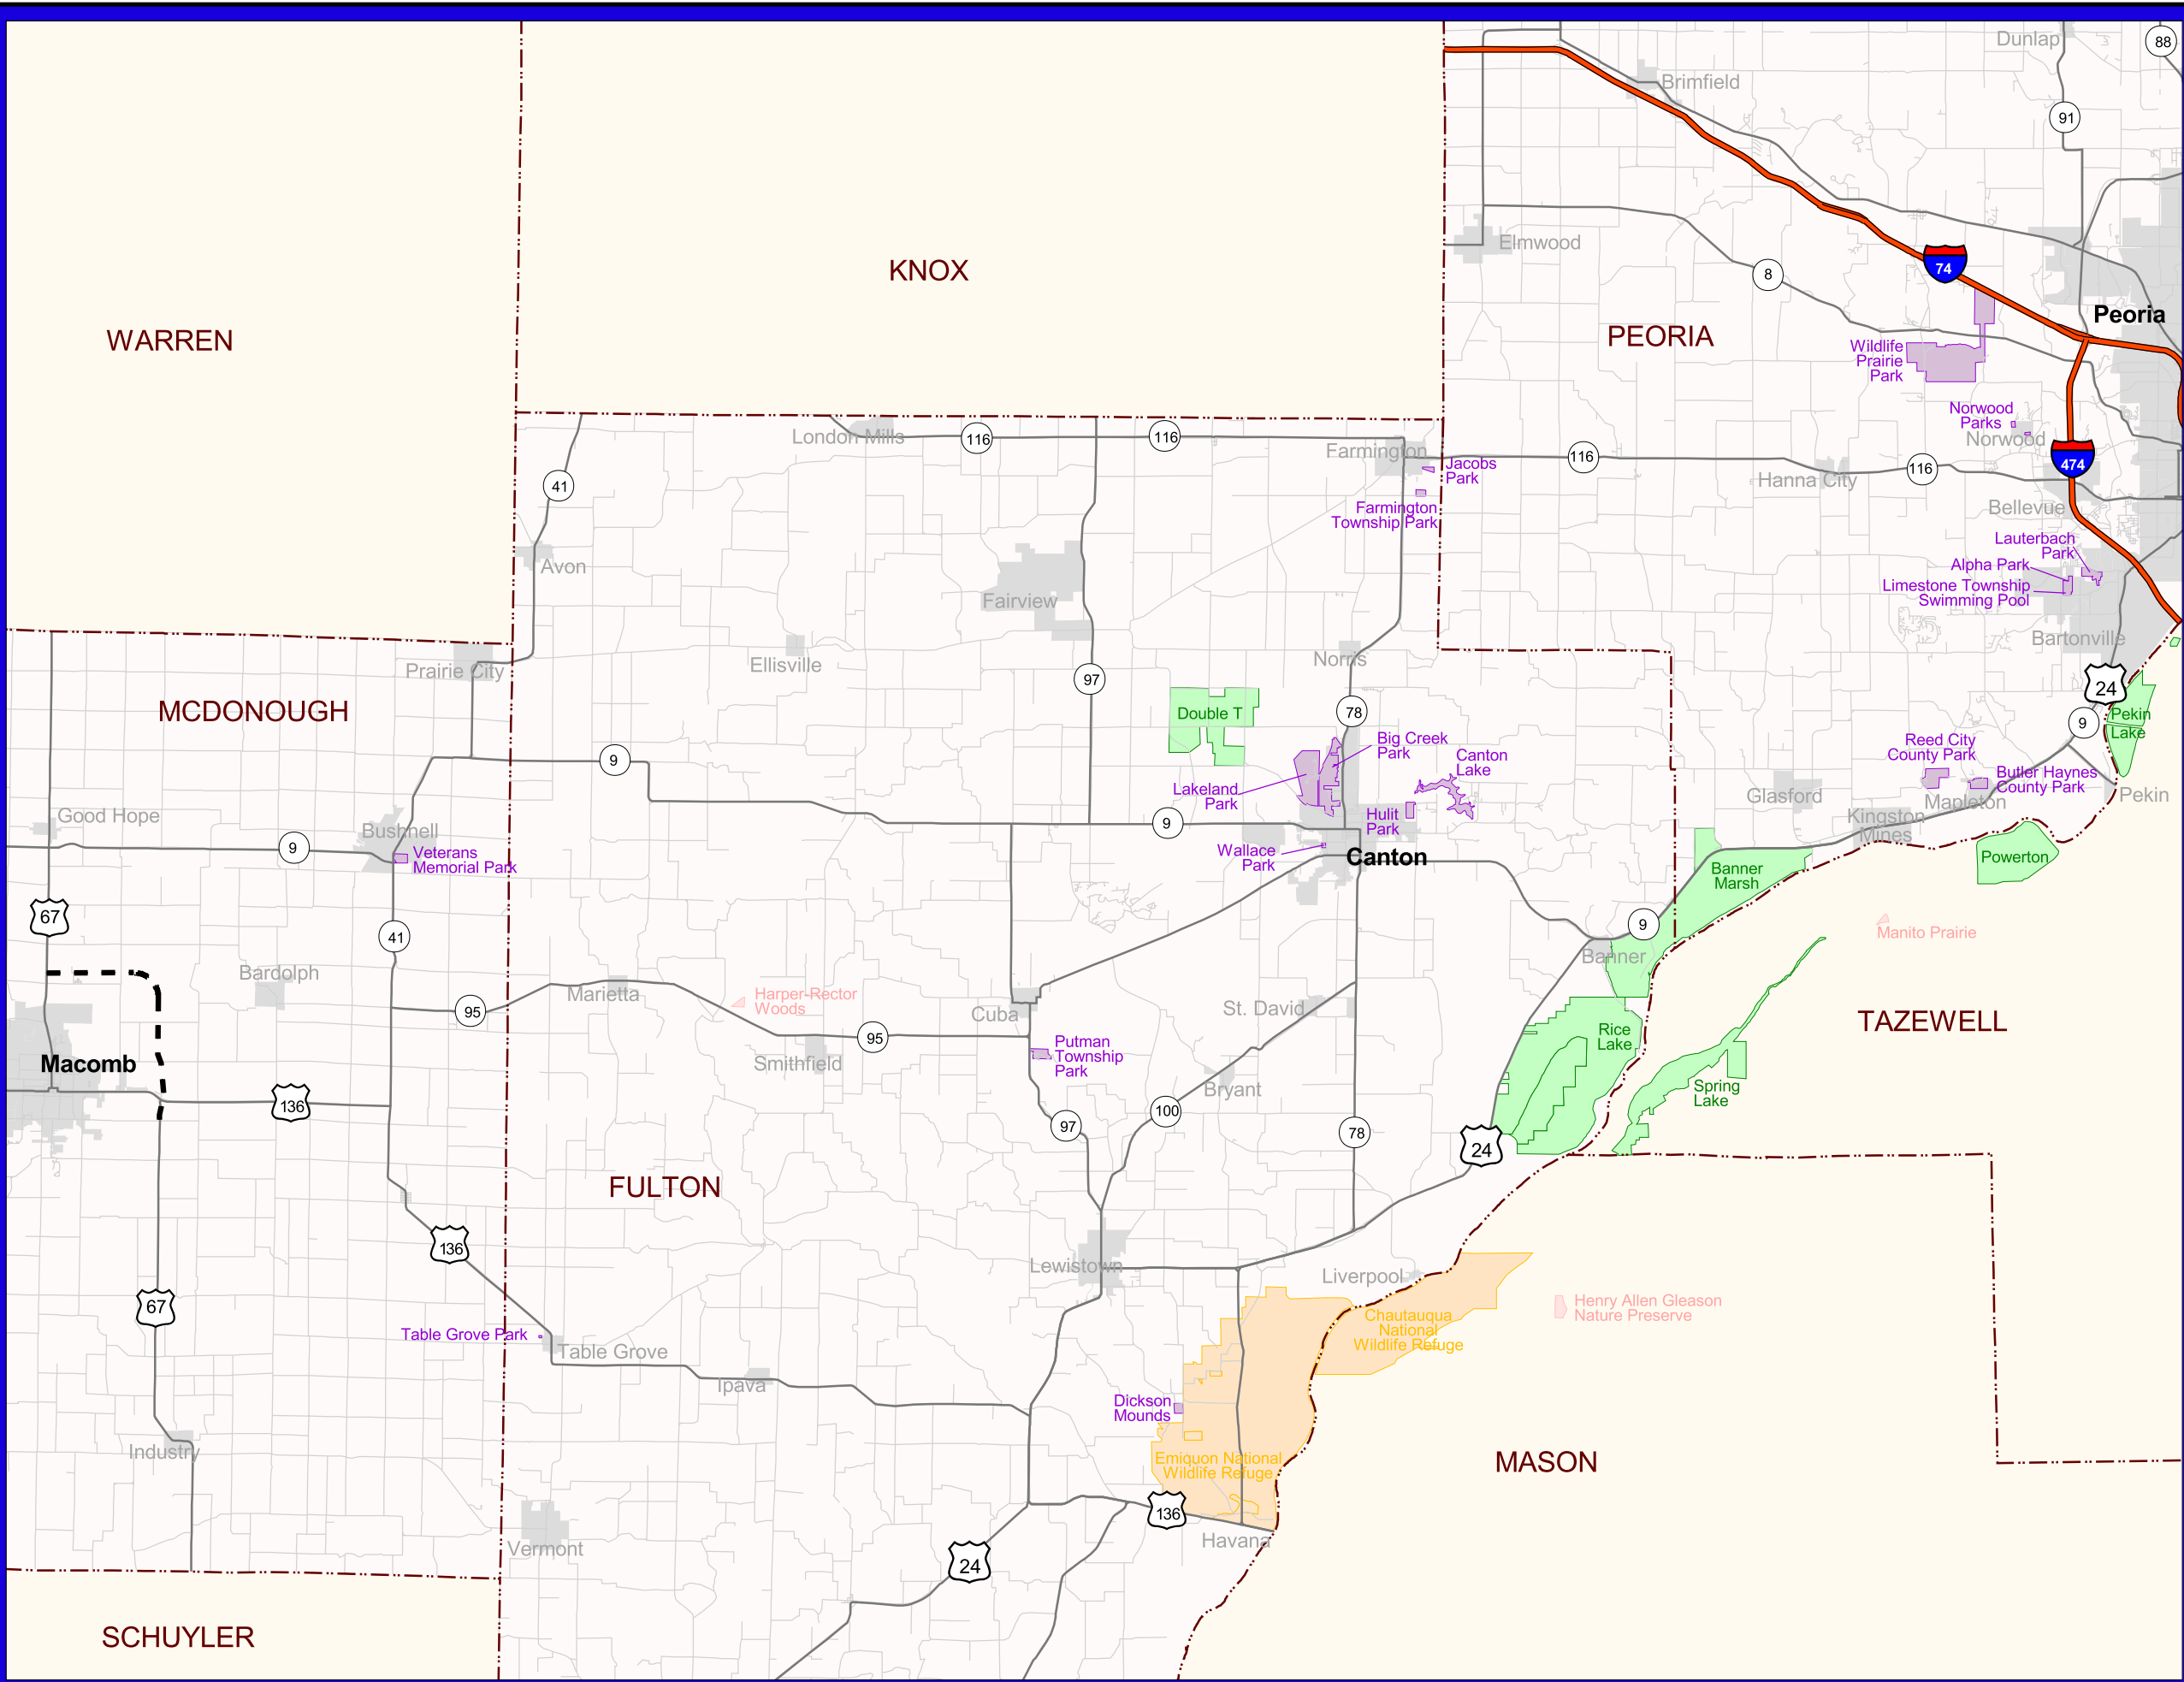 Dunlap
88
Brimfield
91
Elmwood
KNOX
8
74
Peoria
WARREN
PEORIA
Wildlife
Prairie
Park
Norwood
Parks
Norwood
London Mills
116
116
Farmington
116
116
474
Jacobs
Park
Hanna City
41
Farmington
Township Park
Bellevue
Lauterbach
Park
Avon
Alpha Park
Limestone Township
Swimming Pool
Fairview
Bartonville
Ellisville
Norris
Prairie City
97
24
MCDONOUGH
Double T
78
9
Pekin
Lake
Big Creek
Park
Canton
Lake
Reed City
County Park
9
Lakeland
Park
Butler Haynes
County Park
Glasford
Mapleton
Pekin
Good Hope
Hulit
Park
Kingston
Mines
Bushnell
9
9
Veterans
Memorial Park
Wallace
Park
Canton
Powerton
Banner
Marsh
67
41
9
Manito Prairie
Banner
Bardolph
Marietta
Harper-Rector
Woods
95
Cuba
St. David
TAZEWELL
Rice
Lake
95
Putman
Township
Park
Smithfield
Macomb
Bryant
Spring
Lake
136
100
97
78
24
FULTON
136
Lewistown
Liverpool
67
Henry Allen Gleason
Nature Preserve
Chautauqua
National
Wildlife Refuge
Table Grove Park
Table Grove
Ipava
Dickson
Mounds
Industry
Emiquon National
Wildlife Refuge
MASON
136
Havana
Vermont
24
SCHUYLER